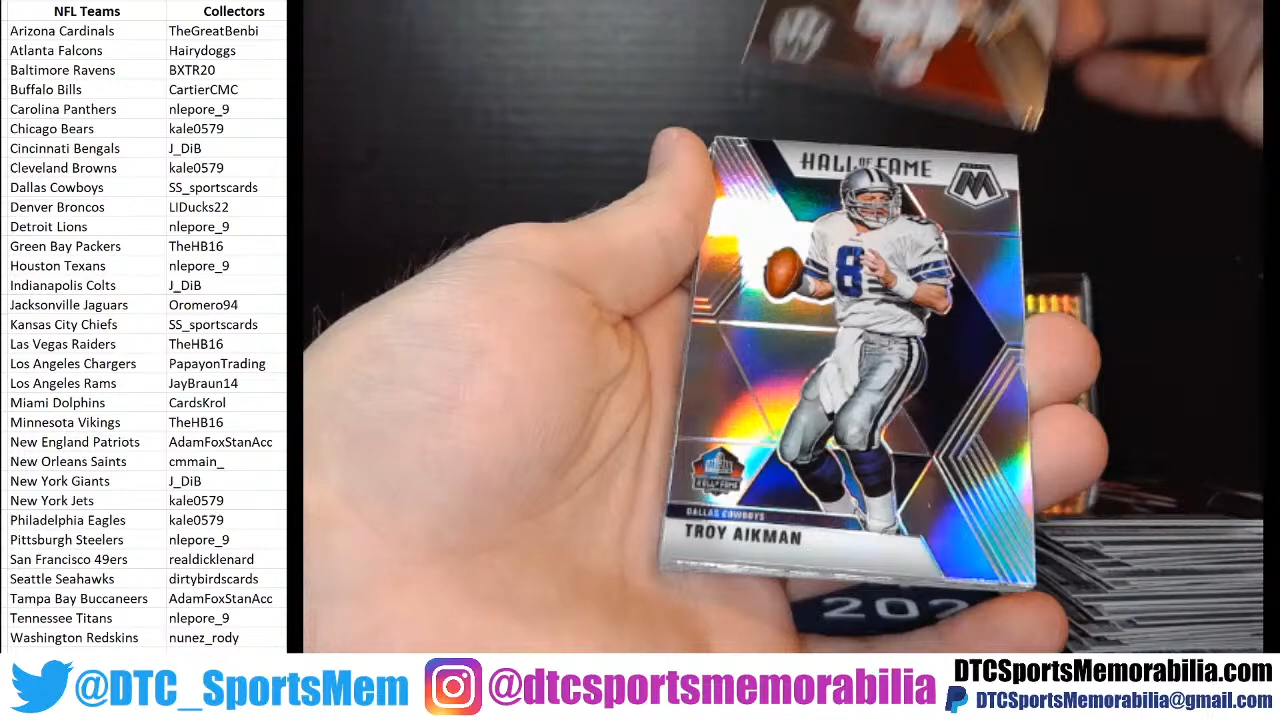 NFL Teams Collectors
Arizona Cardinals TheGreatBenbi
Atlanta Falcons Hairydoggs
Baltimore Ravens BXTR20
Buffalo Bills CartierCMC
Carolina Panthers nlepore_9
Chicago Bears kale0579
Cincinnati Bengals J_DiB
Cleveland Browns kale0579
Dallas Cowboys SS_sportscards
Denver Broncos LIDucks22
Detroit Lions nlepore_9
Green Bay Packers TheHB16
Houston Texans nlepore_9
Indianapolis Colts J_DiB
Jacksonville Jaguars Oromero94
Kansas City Chiefs SS_sportscards
Las Vegas Raiders TheHB16
Los Angeles Chargers PapayonTrading
Los Angeles Rams JayBraun14
Miami Dolphins CardsKrol
Minnesota Vikings TheHB16
New England Patriots AdamFoxStanAcc
New Orleans Saints cmmain_
New York Giants J_DiB
New York Jets kale0579
Philadelphia Eagles kale0579
Pittsburgh Steelers nlepore_9
San Francisco 49ers realdicklenard
Seattle Seahawks dirtybirdscards
Tampa Bay Buccaneers AdamFoxStanAcc
Tennessee Titans nlepore_9
Washington Redskins nunez_rody
HALL OF FAME
8
HALL OF FAME
DALLAS COWBOYS
TROY AIKMAN
@DTC_SportsMem
@dtcsportsmemorabilia
DTCSportsMemorabilia.com
DTCSportsMemorabilia@gmail.com